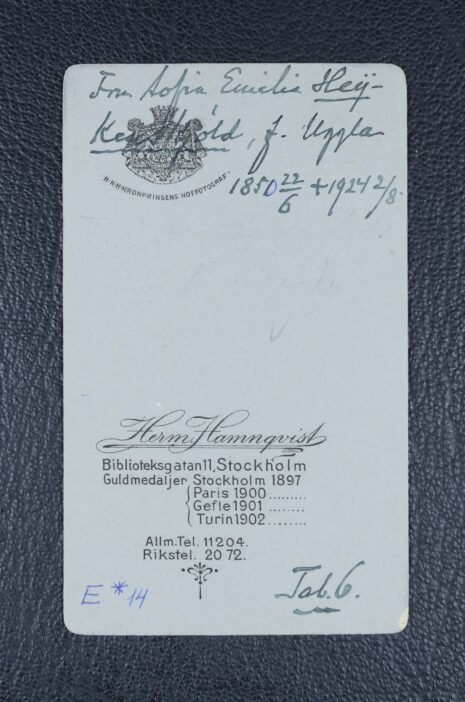 Fru Sofia Emilia Heij-
Kenskjöld, f. Uggla
1850 22/6 + 1924 2/8.
H.K.H.KRONPRINSENS HOFFOTOGRAF.
Herm. Hamnqvist
Biblioteksgatan 11, Stockholm
Guldmedaljer Stockholm 1897
Paris 1900 .........
Gefle 1901 ........
Turin 1902 ........
Allm. Tel. 11204.
Rikstel. 20 72.
E * 14
Tab. 6.